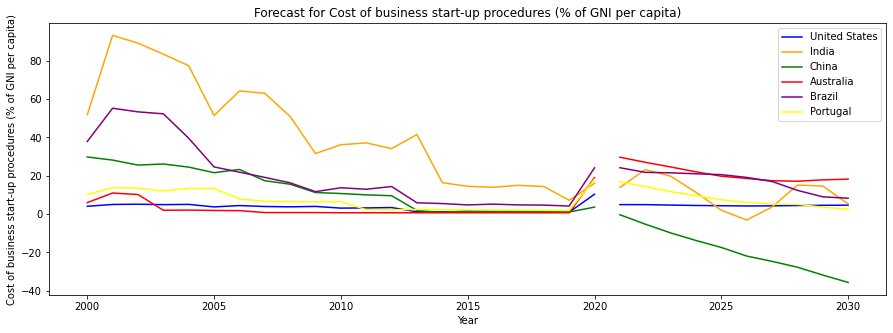 Forecast for Cost of business start-up procedures (% of GNI per capita)
Cost of business start-up procedures (% of GNI per capita)
80
60
40
20
0
−20
−40
United States
India
China
Australia
Brazil
Portugal
2000 2005 2010 2015 2020 2025 2030
Year